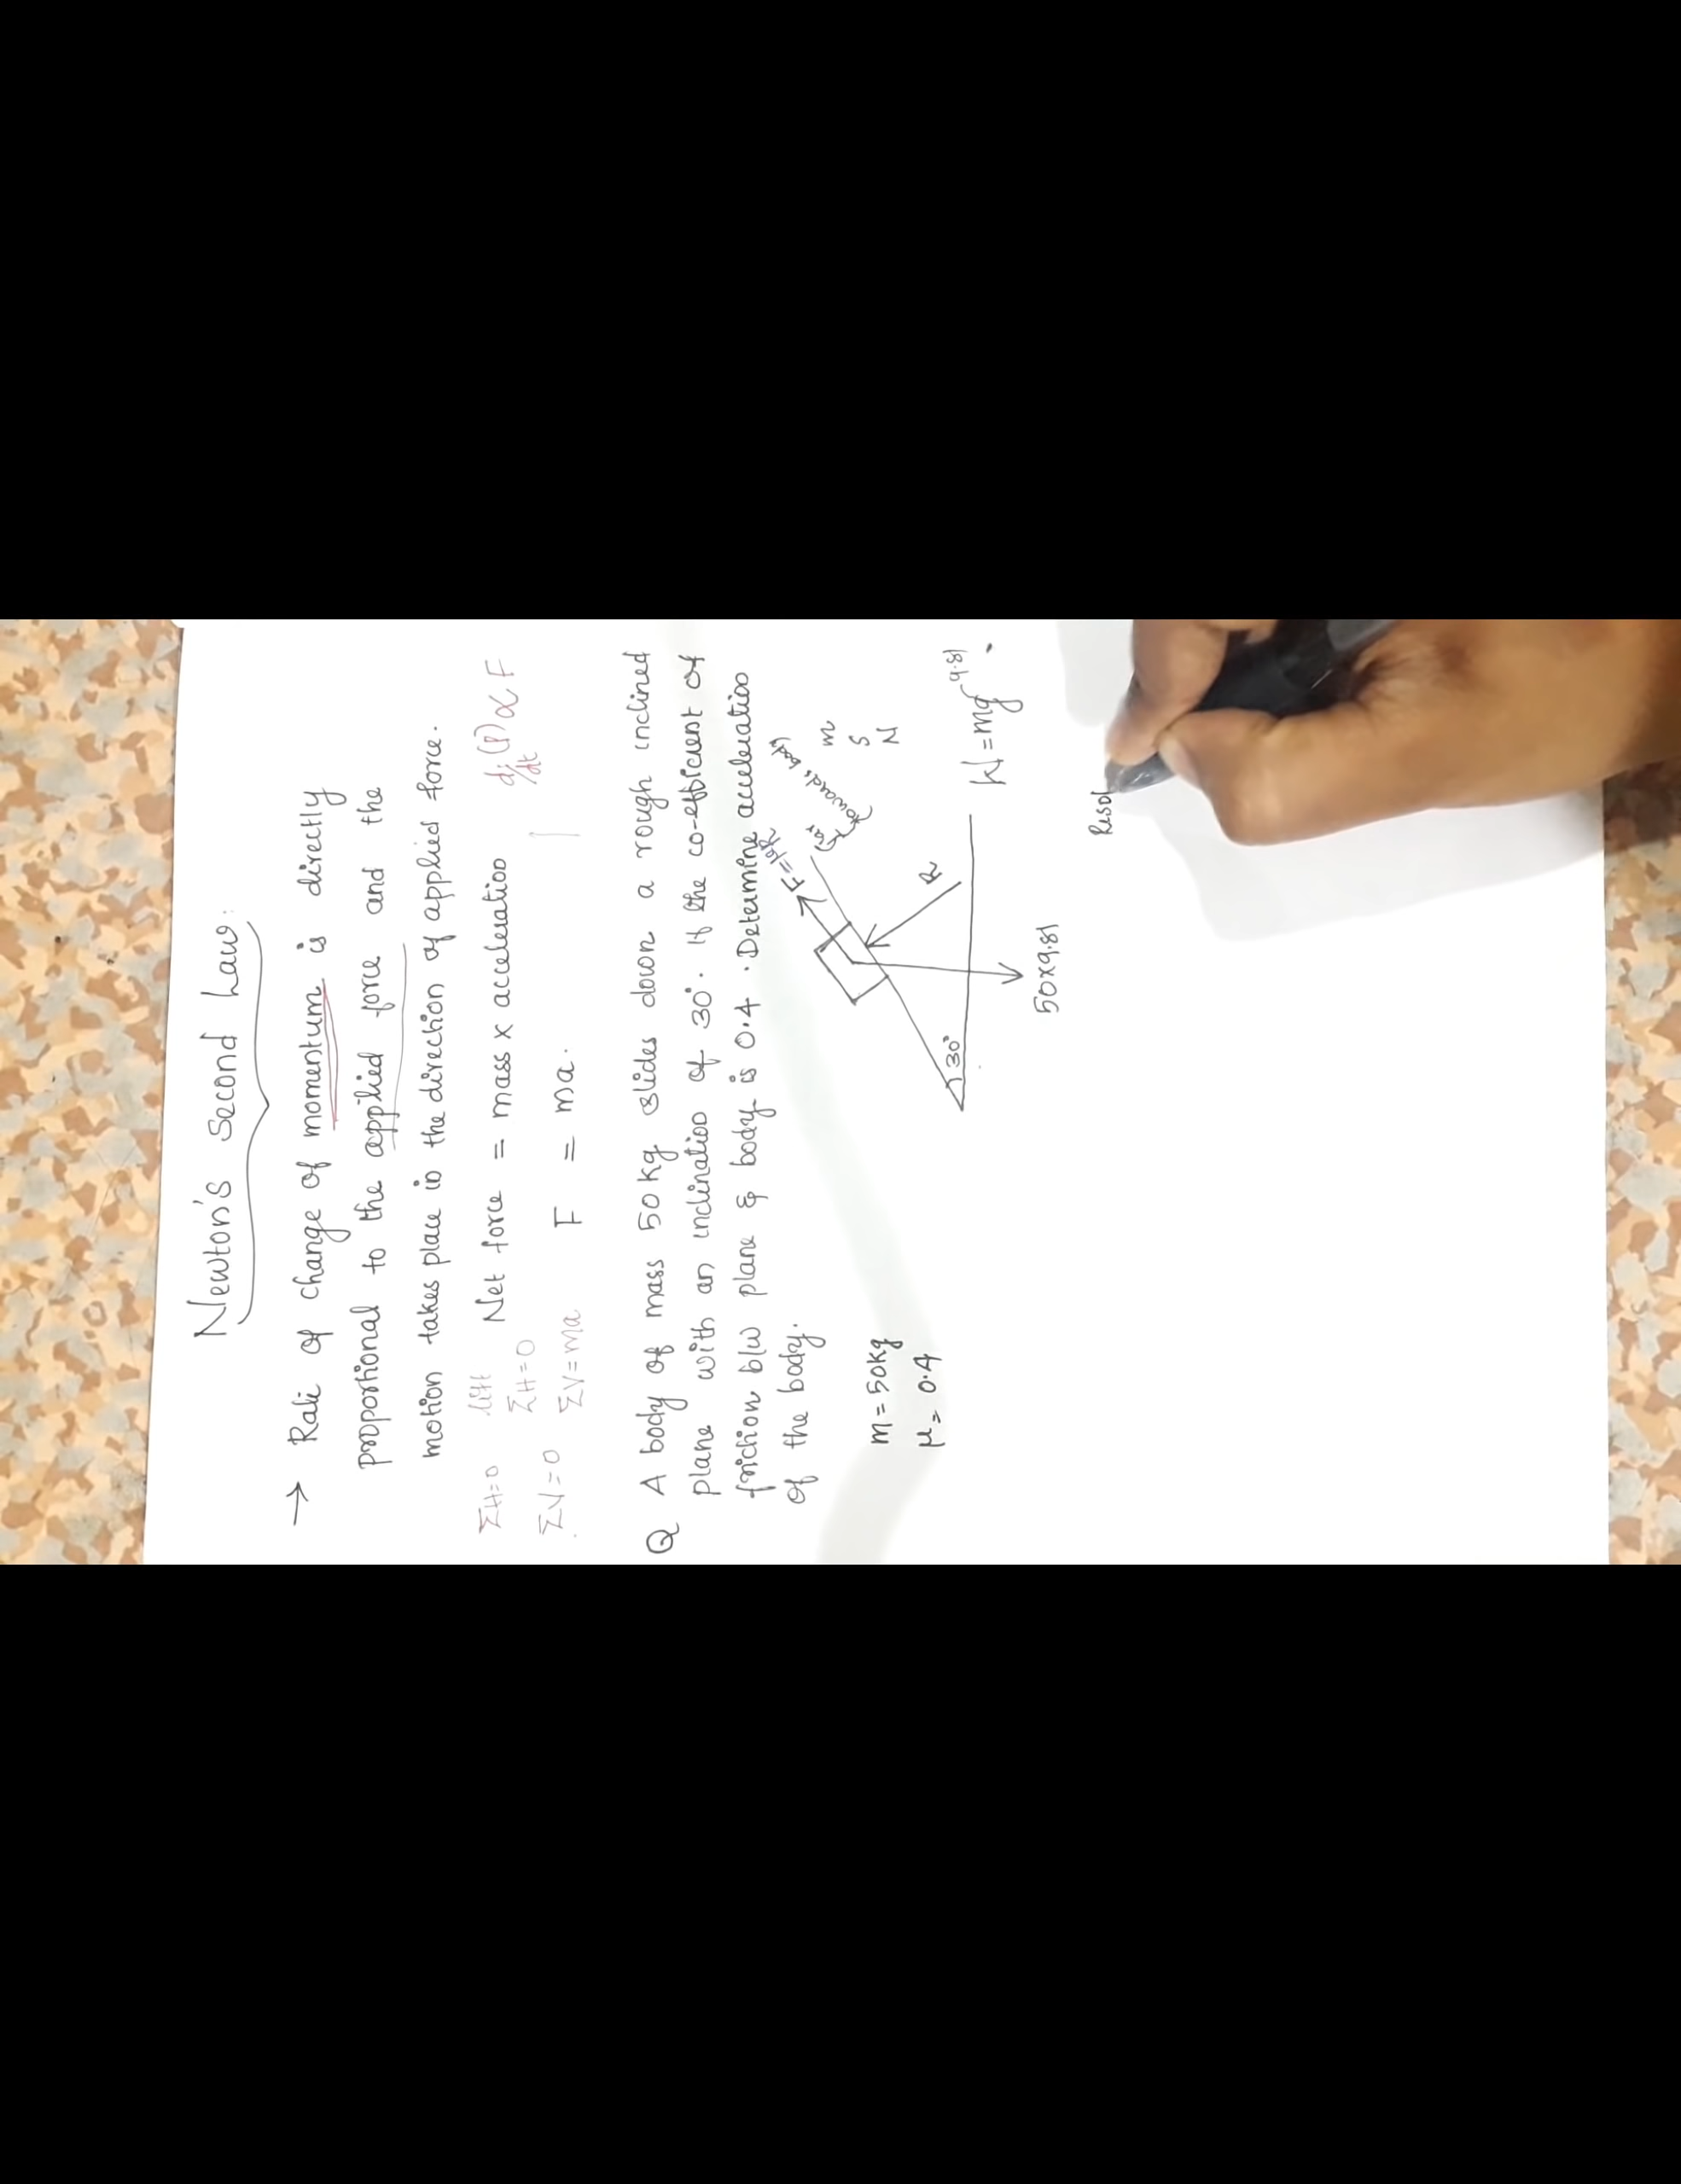 Newton's Second Law:
→ Rate of change of momentum is directly
proportional to the applied force and the
motion takes place in the direction of applied force.
ΣH=0 lift Net force = mass x acceleration d/dt (P) ∝ F
ΣH=0
ΣV=0 ΣV=ma F = ma.
Q A body of mass 50 kg slides down a rough inclined
plane with an inclination of 30°. If the co-efficient of
friction b/w plane & body is 0.4. Determine acceleration
of the body.
F=μR
towards body
m
S
N
m = 50kg
μ = 0.4
R
30°
W=mg 9.81
50x9.81
Resol